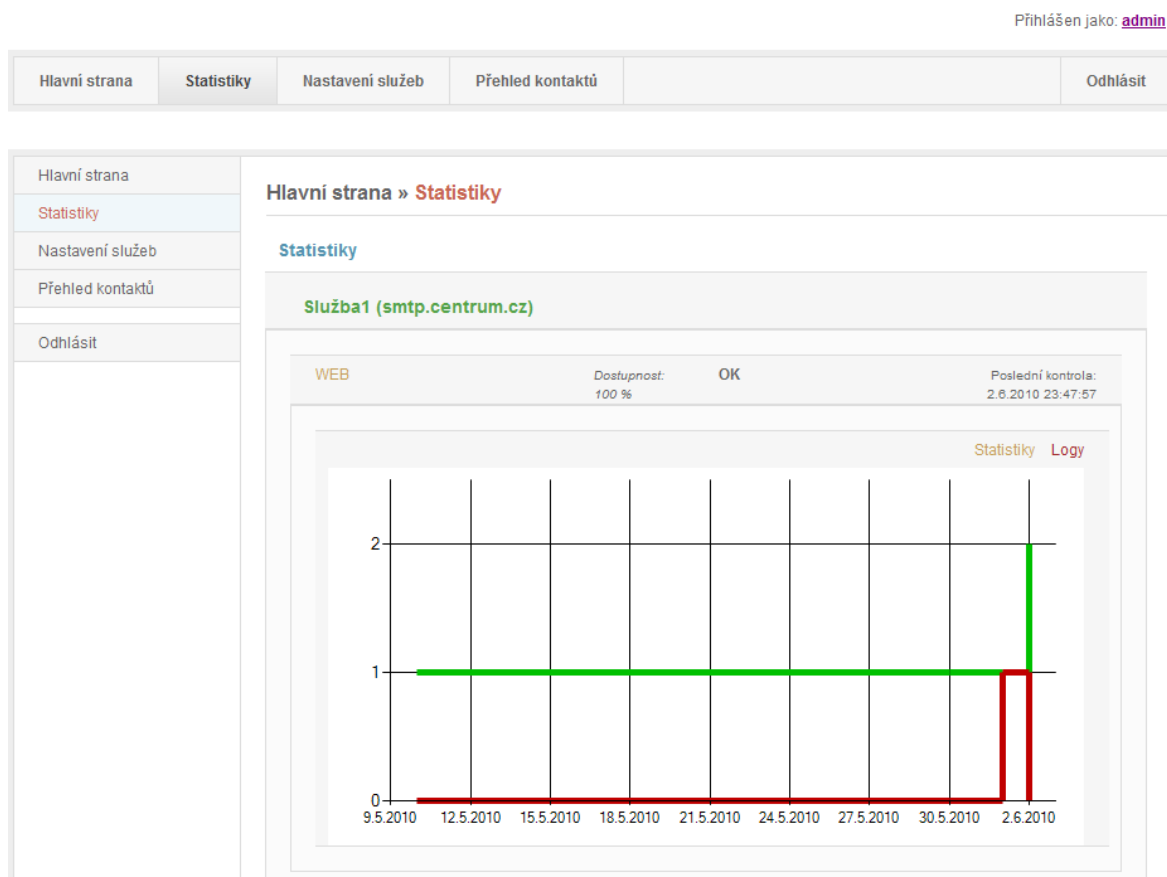 Přihlášen jako: admin
Hlavní strana Statistiky Nastavení služeb Přehled kontaktů Odhlásit
Hlavní strana
Statistiky
Nastavení služeb
Přehled kontaktů
Odhlásit
Hlavní strana » Statistiky
Statistiky
Služba1 (smtp.centrum.cz)
WEB Dostupnost: OK Poslední kontrola:
100 % 2.6.2010 23:47:57
Statistiky Logy
2
1
0
9.5.2010 12.5.2010 15.5.2010 18.5.2010 21.5.2010 24.5.2010 27.5.2010 30.5.2010 2.6.2010